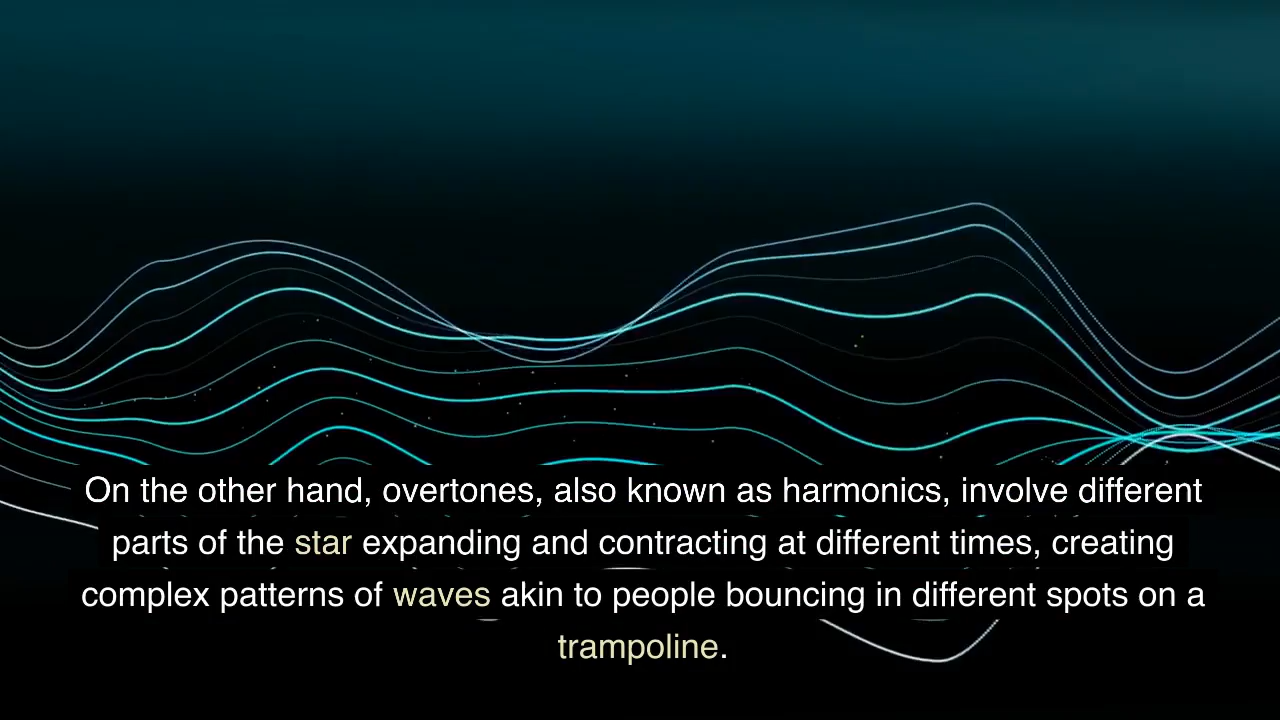 On the other hand, overtones, also known as harmonics, involve different
parts of the star expanding and contracting at different times, creating
complex patterns of waves akin to people bouncing in different spots on a
trampoline.